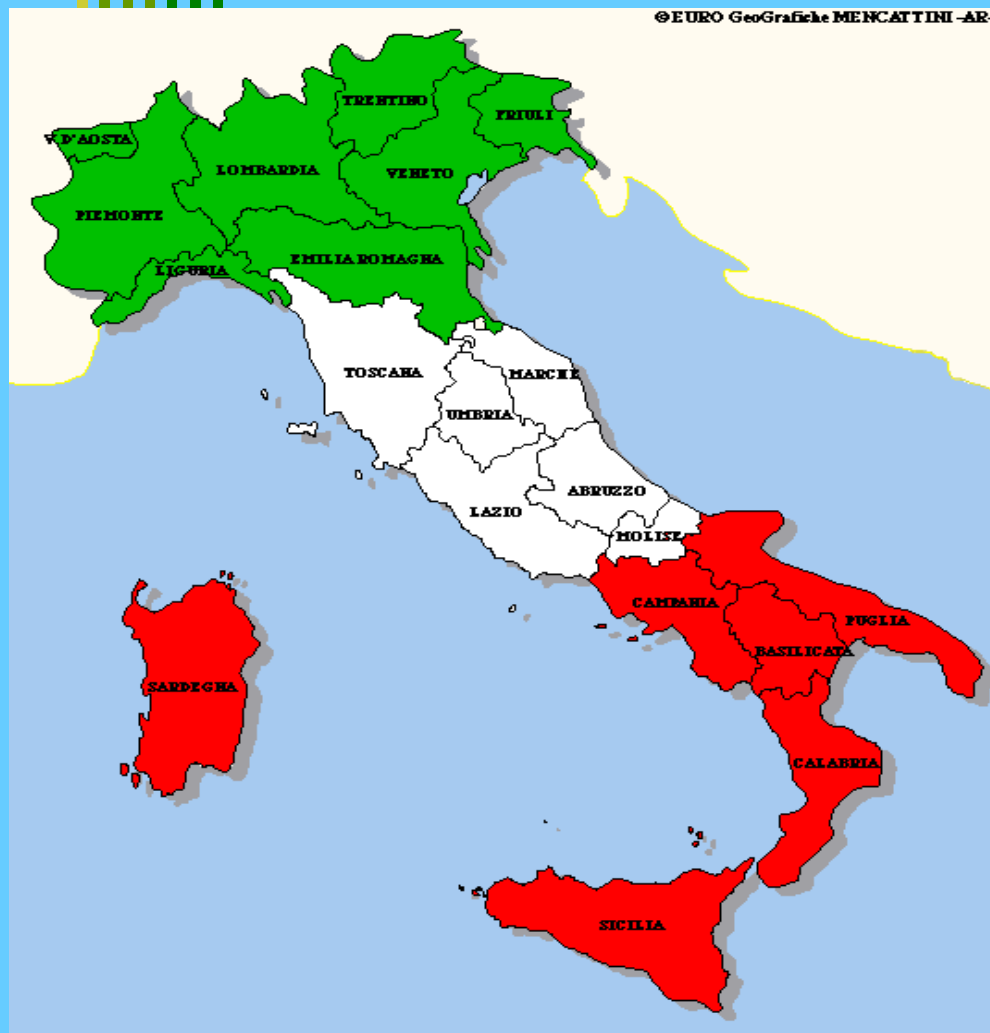 ©EURO GeoGrafiche MENCATTINI -AR-
TRENTINO
FRIULI
V.D'AOSTA
LOMBARDIA
VENETO
PIEMONTE
EMILIA ROMAGNA
LIGURIA
TOSCANA
MARCHE
UMBRIA
ABRUZZO
LAZIO
MOLISE
CAMPANIA
PUGLIA
BASILICATA
SARDEGNA
CALABRIA
SICILIA